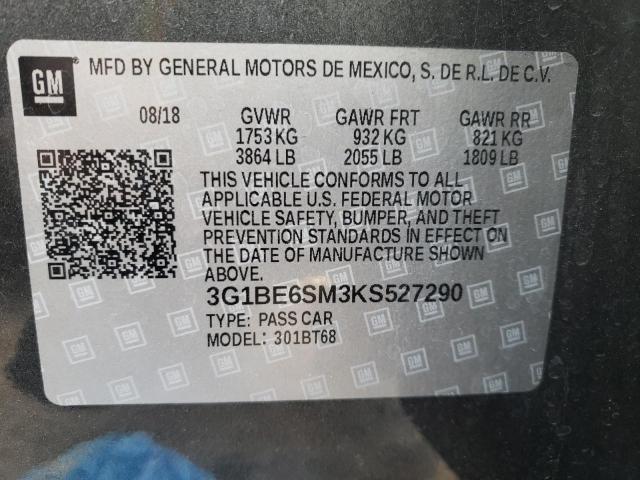 GM
MFD BY GENERAL MOTORS DE MEXICO, S. DE R.L. DE C.V.
08/18 GVWR GAWR FRT GAWR RR
1753 KG 932 KG 821 KG
3864 LB 2055 LB 1809 LB
THIS VEHICLE CONFORMS TO ALL
APPLICABLE U.S. FEDERAL MOTOR
VEHICLE SAFETY, BUMPER, AND THEFT
PREVENTION STANDARDS IN EFFECT ON
THE DATE OF MANUFACTURE SHOWN
ABOVE.
3G1BE6SM3KS527290
TYPE: PASS CAR
MODEL: 301BT68